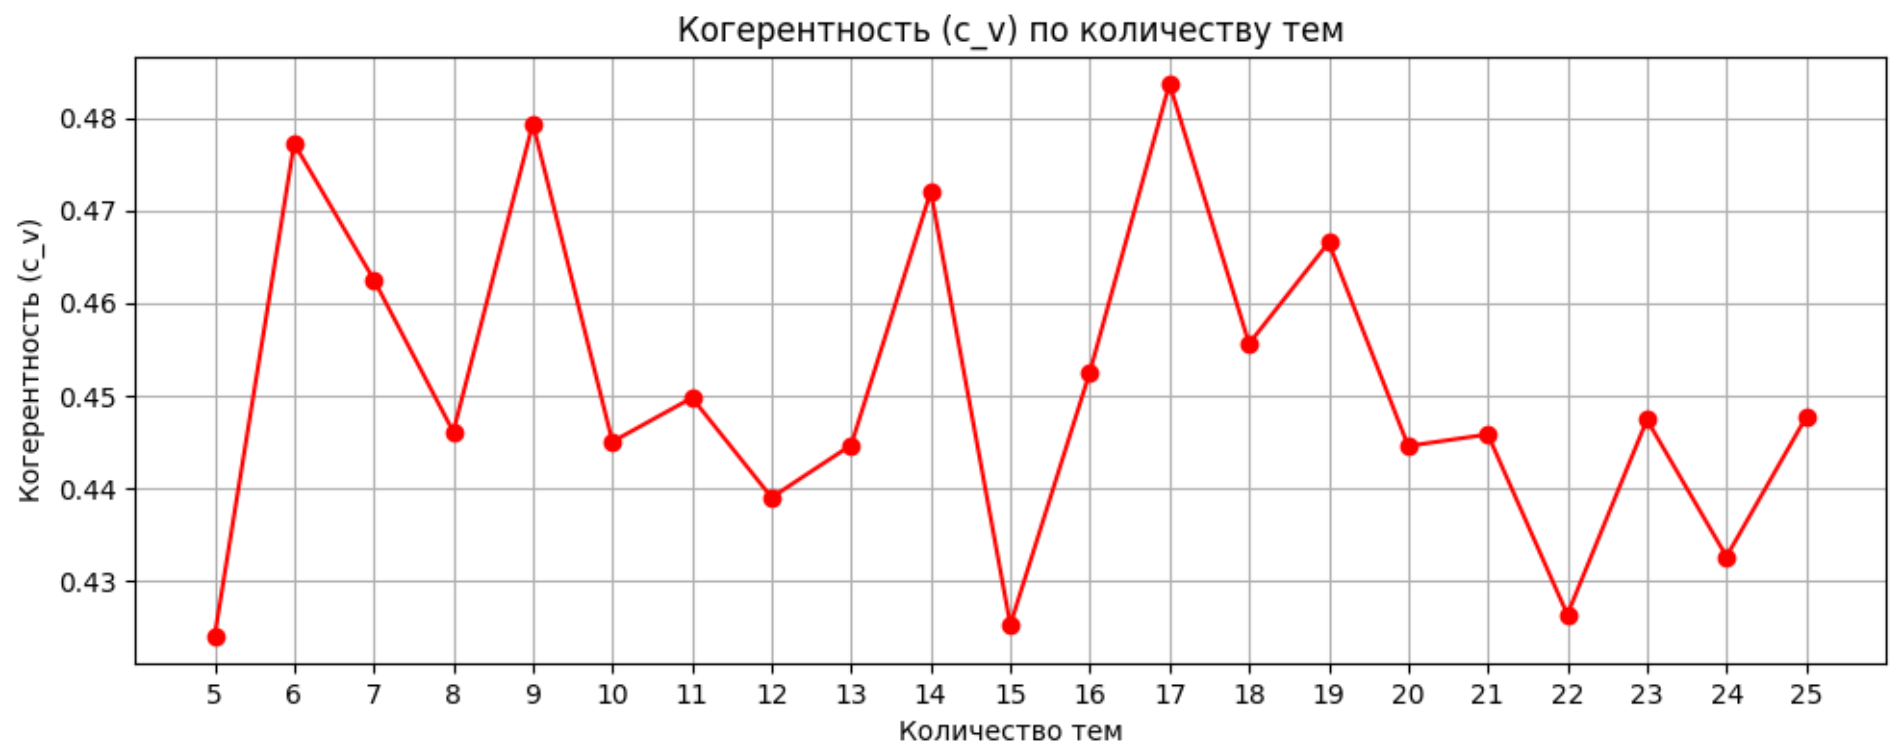 Когерентность (c_v) по количеству тем
Когерентность (c_v)
0.48
0.47
0.46
0.45
0.44
0.43
5 6 7 8 9 10 11 12 13 14 15 16 17 18 19 20 21 22 23 24 25
Количество тем